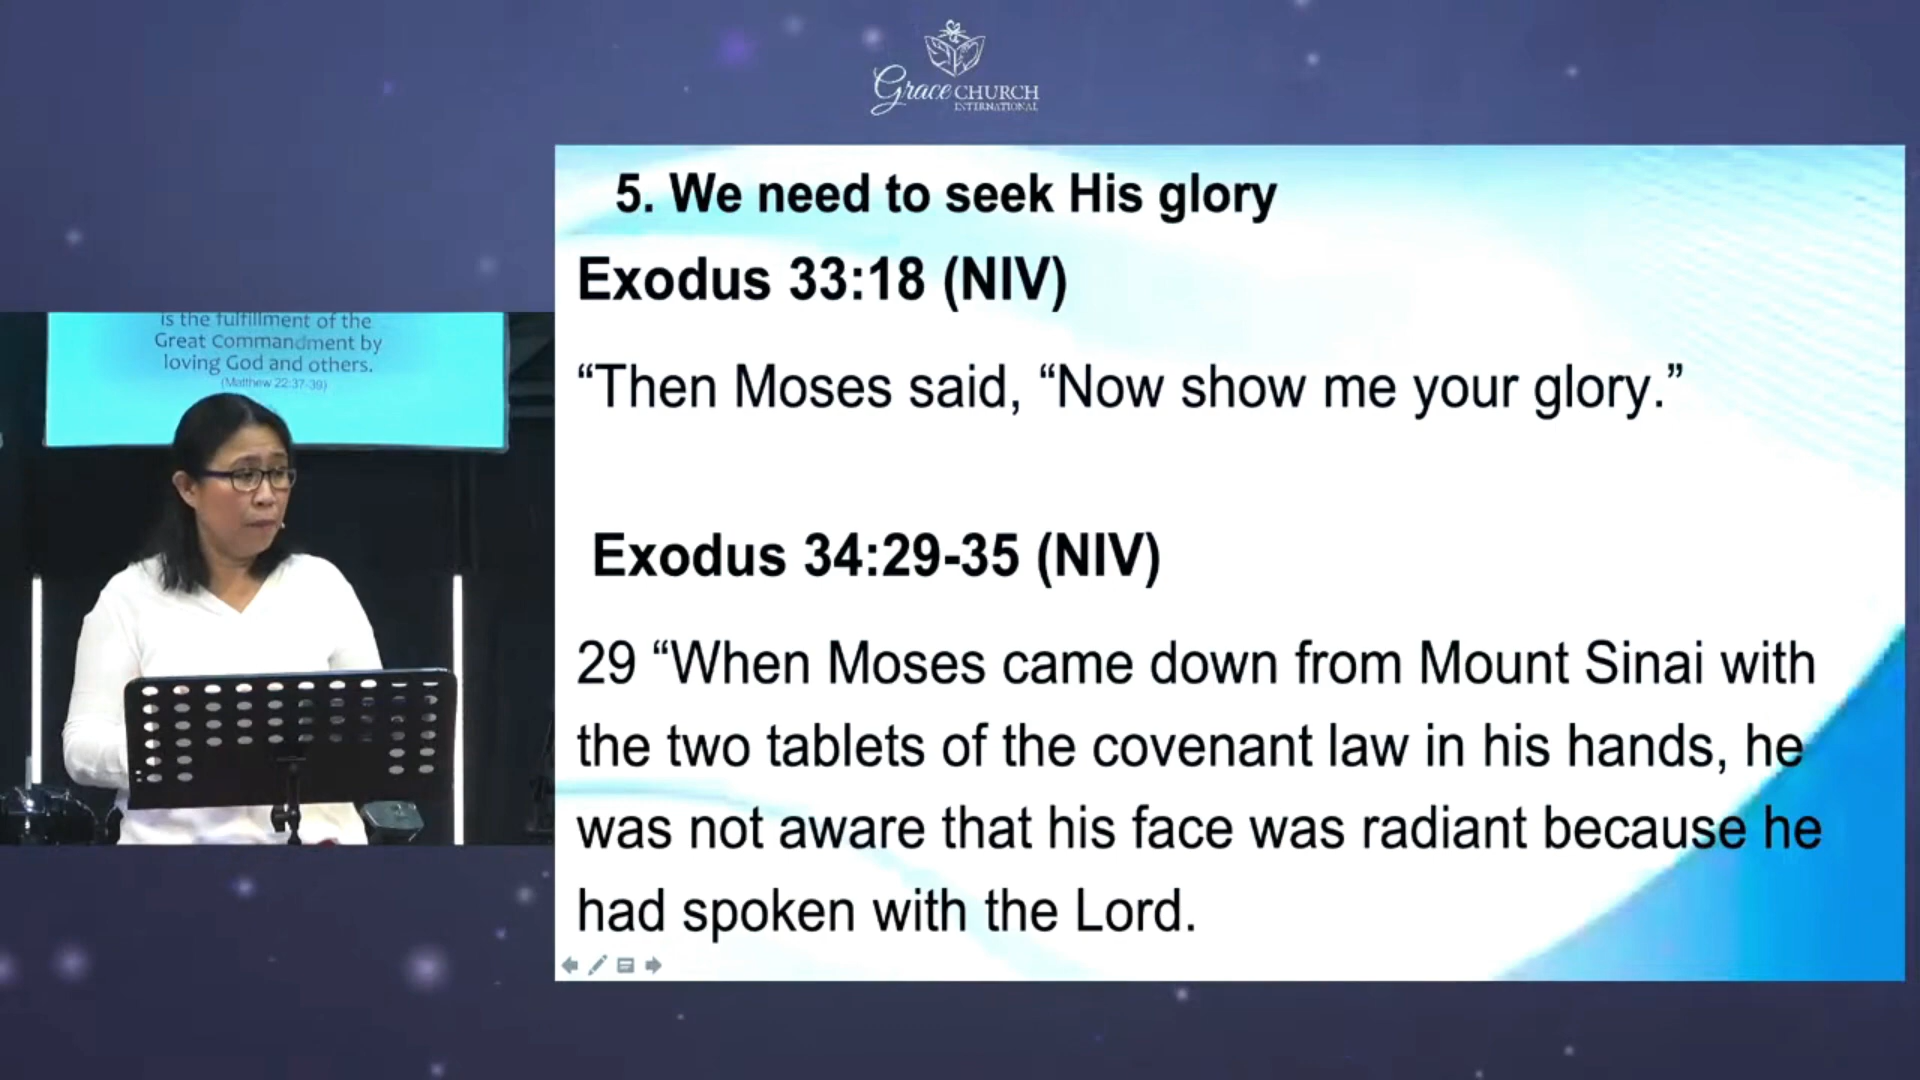 Grace CHURCH
INTERNATIONAL
5. We need to seek His glory
Exodus 33:18 (NIV)
“Then Moses said, “Now show me your glory.”
Exodus 34:29-35 (NIV)
29 “When Moses came down from Mount Sinai with
the two tablets of the covenant law in his hands, he
was not aware that his face was radiant because he
had spoken with the Lord.
is the fulfillment of the
Great Commandment by
loving God and others.
(Matthew 22:37-39)